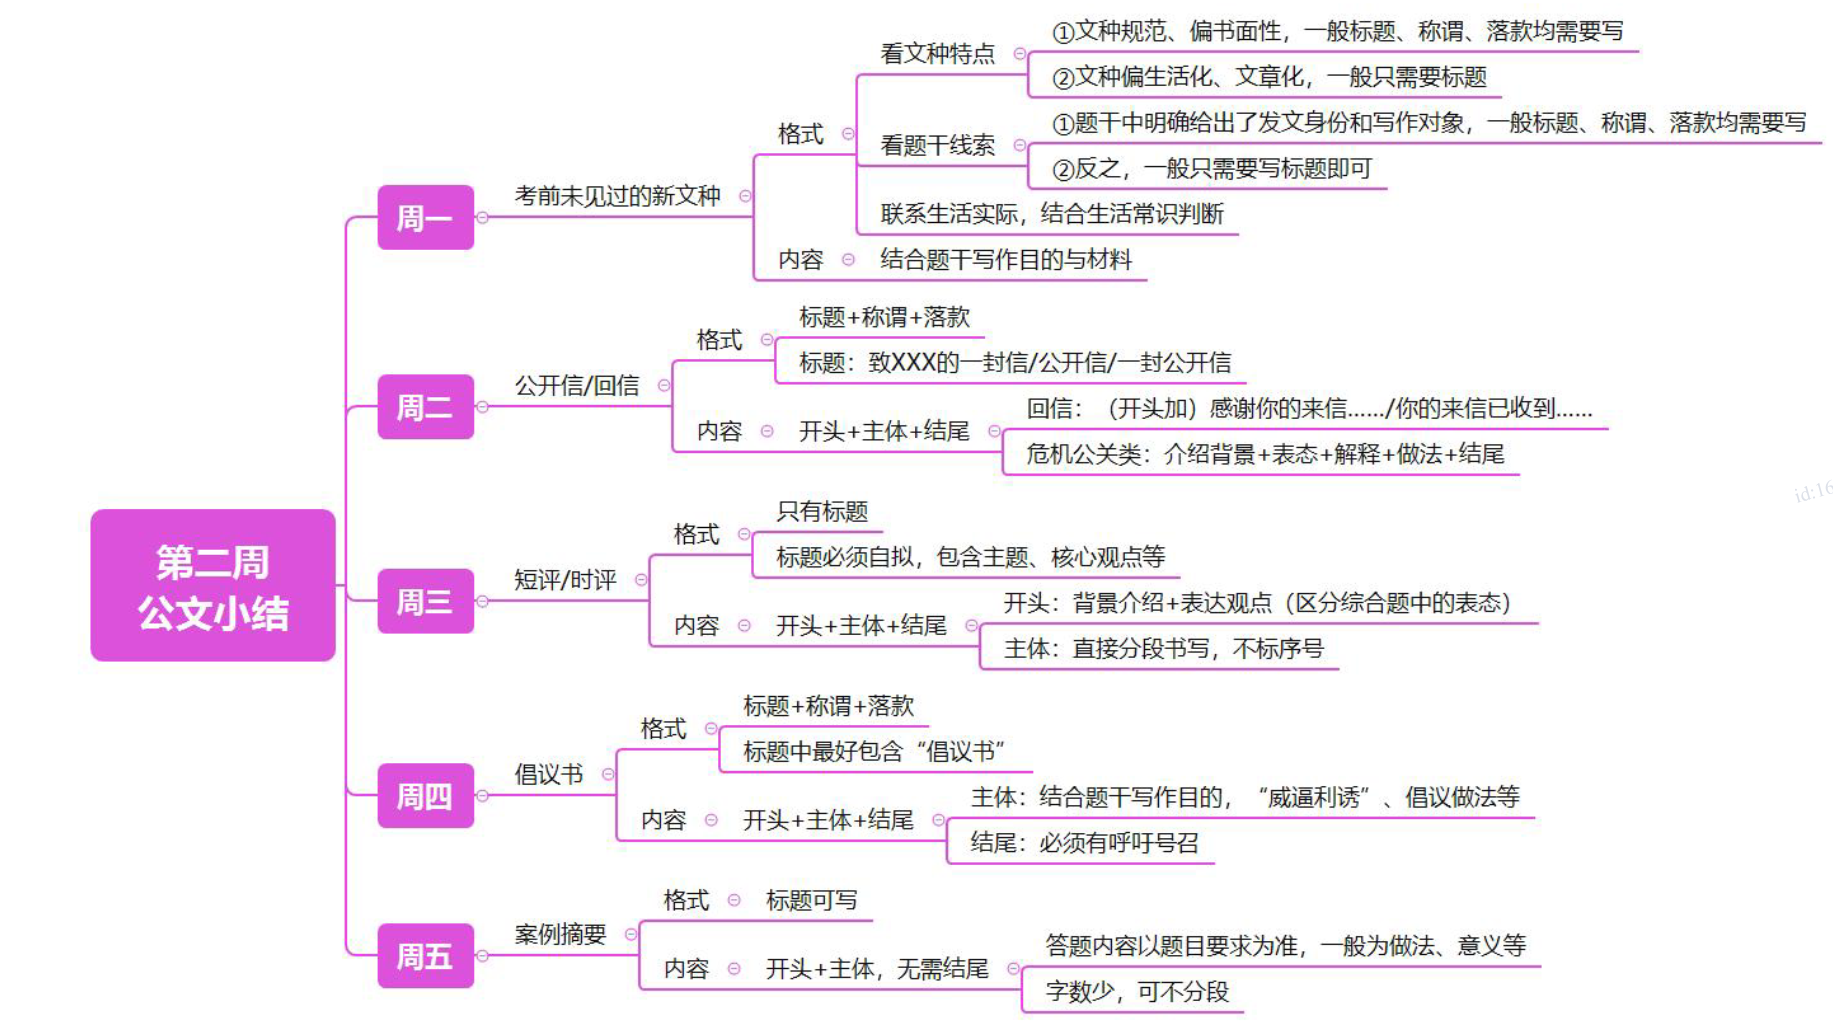 第二周
公文小结
周一
考前未见过的新文种
格式
看文种特点
①文种规范、偏书面性，一般标题、称谓、落款均需要写
②文种偏生活化、文章化，一般只需要标题
看题干线索
①题干中明确给出了发文身份和写作对象，一般标题、称谓、落款均需要写
②反之，一般只需要写标题即可
联系生活实际，结合生活常识判断
内容
结合题干写作目的与材料
周二
公开信/回信
格式
标题+称谓+落款
标题：致XXX的一封信/公开信/一封公开信
内容
开头+主体+结尾
回信：（开头加）感谢你的来信……/你的来信已收到……
危机公关类：介绍背景+表态+解释+做法+结尾
周三
短评/时评
格式
只有标题
标题必须自拟，包含主题、核心观点等
内容
开头+主体+结尾
开头：背景介绍+表达观点（区分综合题中的表态）
主体：直接分段书写，不标序号
周四
倡议书
格式
标题+称谓+落款
标题中最好包含“倡议书”
内容
开头+主体+结尾
主体：结合题干写作目的，“威逼利诱”、倡议做法等
结尾：必须有呼吁号召
周五
案例摘要
格式
标题可写
内容
开头+主体，无需结尾
答题内容以题目要求为准，一般为做法、意义等
字数少，可不分段
id:16